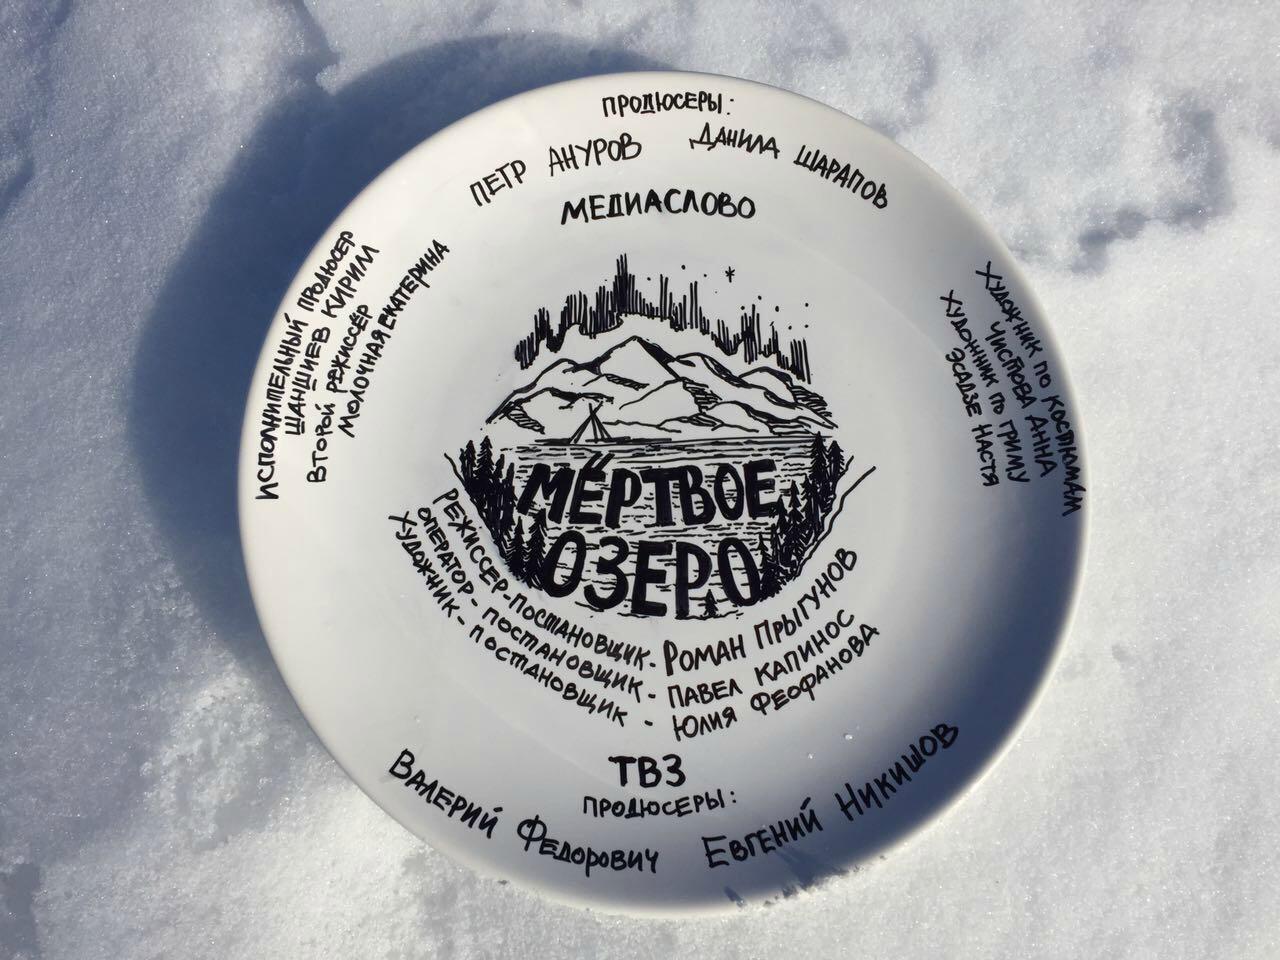 ПРОДЮСЕРЫ:
ПЕТР АНУРОВ ДАНИЛА ШАРАПОВ
МЕДИАСЛОВО
ИСПОЛНИТЕЛЬНЫЙ ПРОДЮСЕР
ШАНШИЕВ КИРИЛЛ
ВТОРОЙ РЕЖИССЁР
МОЛОЧНАЯ ЕКАТЕРИНА
ХУДОЖНИК ПО КОСТЮМАМ
ЧИСТОВА АННА
ХУДОЖНИК ПО ГРИМУ
ЭСАДЗЕ НАСТЯ
МЁРТВОЕ
ОЗЕРО
РЕЖИССЕР-ПОСТАНОВЩИК - РОМАН ПРЫГУНОВ
ОПЕРАТОР - ПОСТАНОВЩИК - ПАВЕЛ КАПИНОС
ХУДОЖНИК - ПОСТАНОВЩИК - ЮЛИЯ ФЕОФАНОВА
ТВ3
ПРОДЮСЕРЫ:
ВАЛЕРИЙ ФЕДОРОВИЧ ЕВГЕНИЙ НИКИШОВ